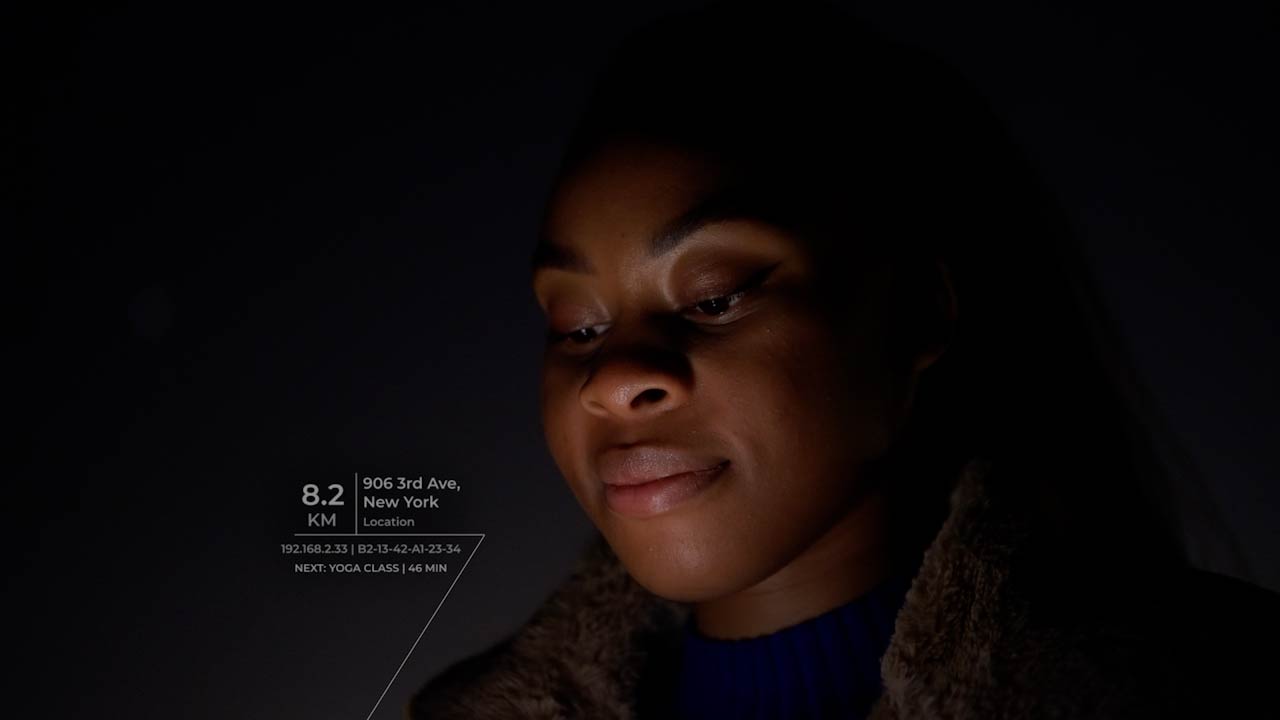 8.2
KM
906 3rd Ave,
New York
Location
192.168.2.33 | B2-13-42-A1-23-34
NEXT: YOGA CLASS | 46 MIN